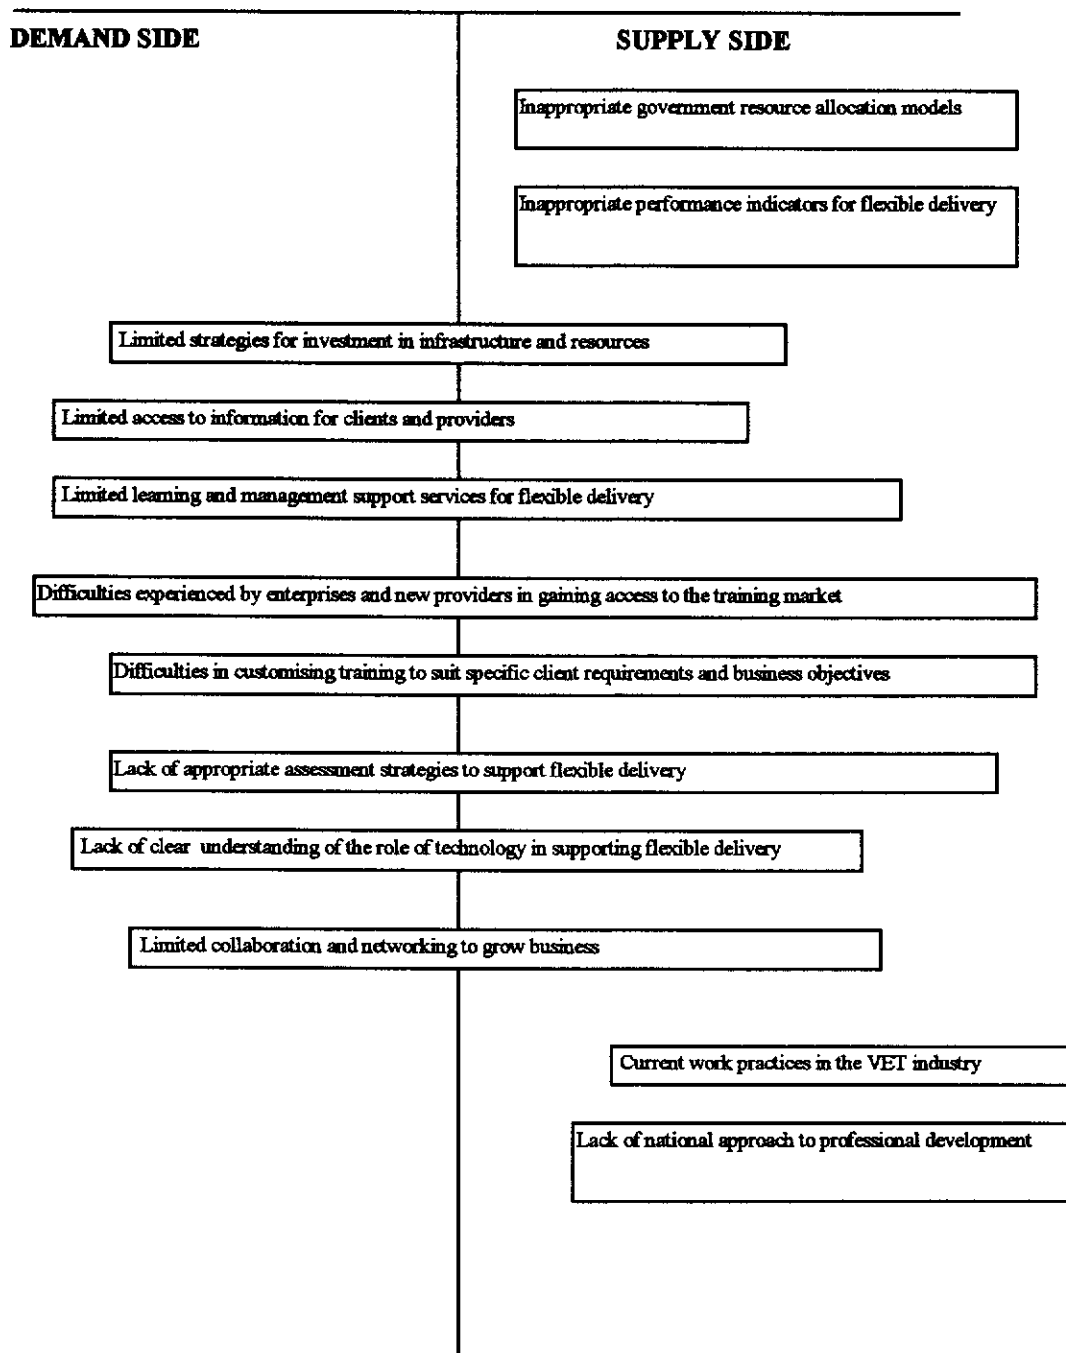 DEMAND SIDE
SUPPLY SIDE
Inappropriate government resource allocation models
Inappropriate performance indicators for flexible delivery
Limited strategies for investment in infrastructure and resources
Limited access to information for clients and providers
Limited learning and management support services for flexible delivery
Difficulties experienced by enterprises and new providers in gaining access to the training market
Difficulties in customising training to suit specific client requirements and business objectives
Lack of appropriate assessment strategies to support flexible delivery
Lack of clear understanding of the role of technology in supporting flexible delivery
Limited collaboration and networking to grow business
Current work practices in the VET industry
Lack of national approach to professional development